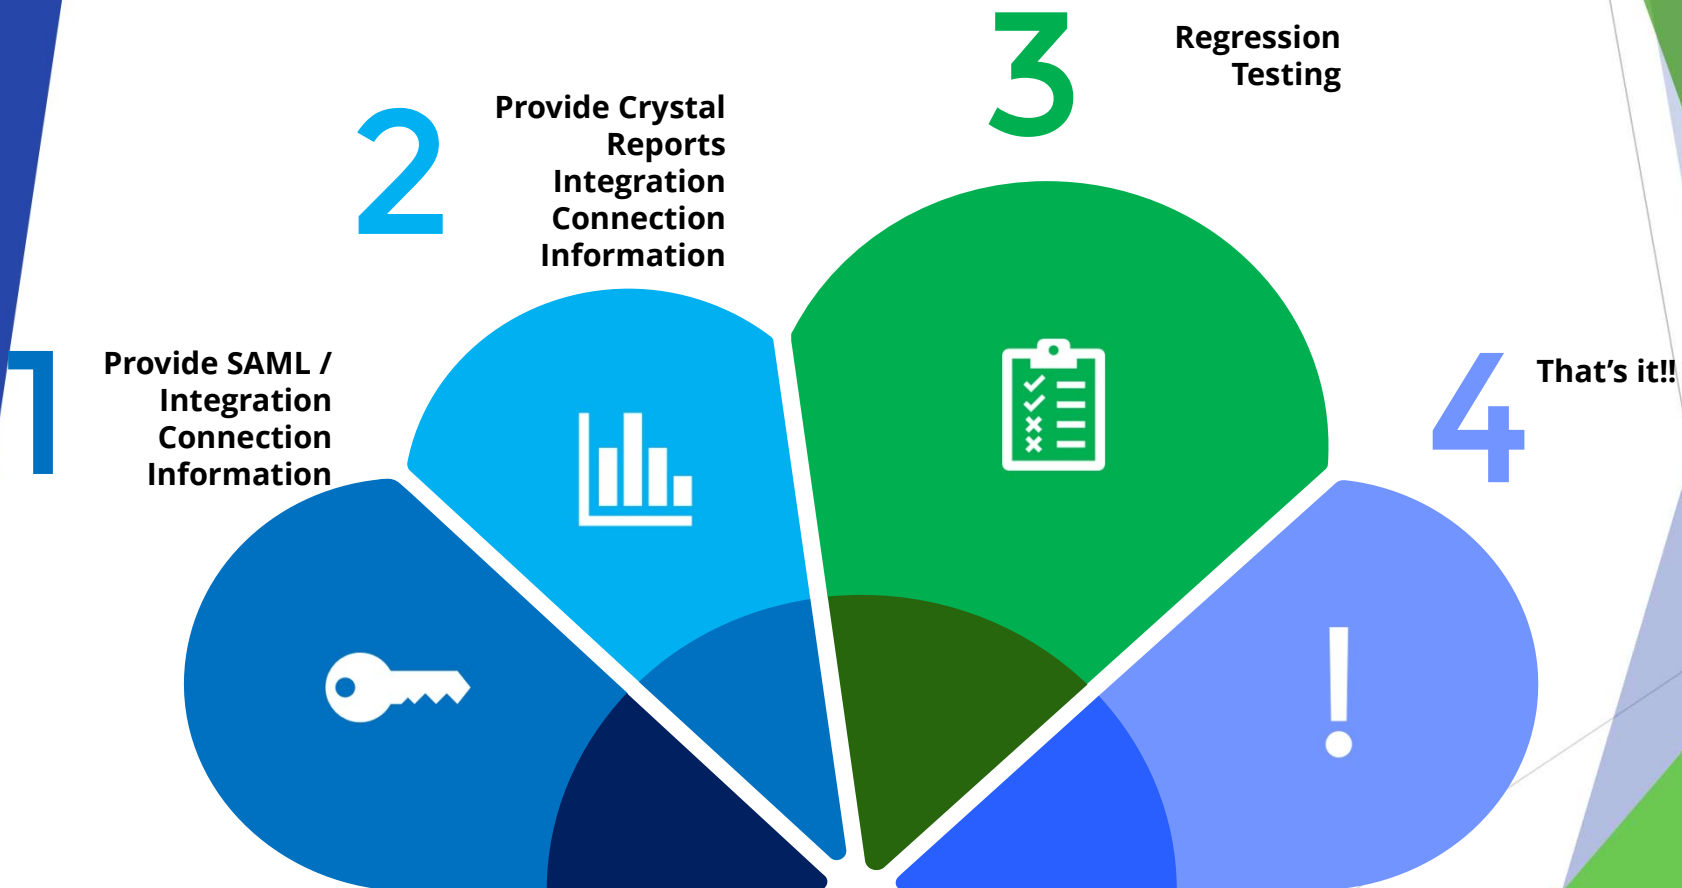 1
Provide SAML /
Integration
Connection
Information
2
Provide Crystal
Reports
Integration
Connection
Information
3
Regression
Testing
4
That’s it!!